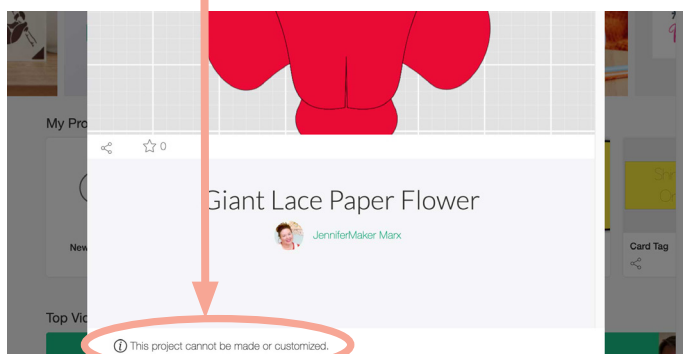 My Pro
0
Giant Lace Paper Flower
JenniferMaker Marx
New
Card Tag
Top Vid
This project cannot be made or customized.